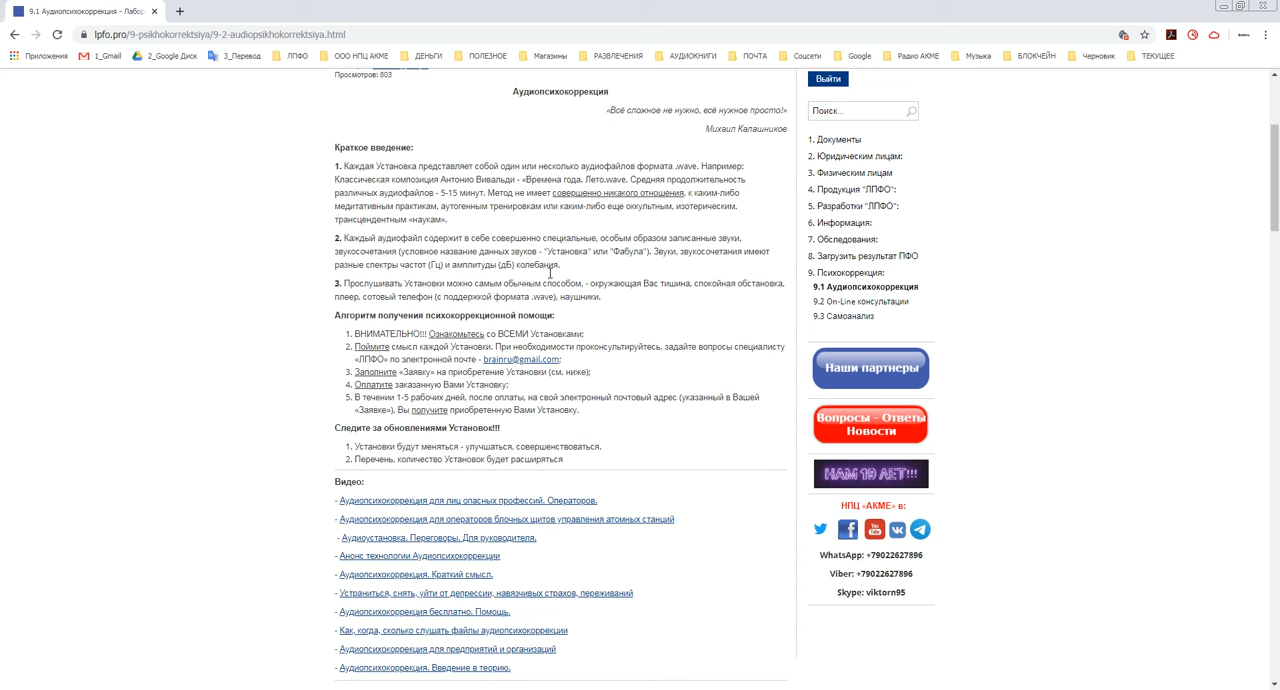 9.1 Аудиопсихокоррекция - Лабор
lpfo.pro/9-psikhokorrektsiya/9-2-audiopsikhokorrektsiya.html
Приложения 1_Gmail 2_Google Диск 3_Перевод ЛПФО ООО НПЦ АКМЕ ДЕНЬГИ ПОЛЕЗНОЕ Магазины РАЗВЛЕЧЕНИЯ АУДИОКНИГИ ПОЧТА Соцсети Google Радио АКМЕ Музыка БЛОКЧЕЙН Черновик ТЕКУЩЕЕ
Просмотров: 803
Аудиопсихокоррекция
«Всё сложное не нужно, всё нужное просто!»
Михаил Калашников
Краткое введение:
1. Каждая Установка представляет собой один или несколько аудиофайлов формата .wave. Например:
Классическая композиция Антонио Вивальди - «Времена года. Лето.wave. Средняя продолжительность
различных аудиофайлов - 5-15 минут. Метод не имеет совершенно никакого отношения, к каким-либо
медитативным практикам, аутогенным тренировкам или каким-либо еще оккультным, изотерическим,
трансцендентным «наукам».
2. Каждый аудиофайл содержит в себе совершенно специальные, особым образом записанные звуки,
звукосочетания (условное название данных звуков - "Установка" или "Фабула"). Звуки, звукосочетания имеют
разные спектры частот (Гц) и амплитуды (дБ) колебания.
3. Прослушивать Установки можно самым обычным способом, - окружающая Вас тишина, спокойная обстановка,
плеер, сотовый телефон (с поддержкой формата .wave), наушники.
Алгоритм получения психокоррекционной помощи:
1. ВНИМАТЕЛЬНО!!! Ознакомьтесь со ВСЕМИ Установками;
2. Поймите смысл каждой Установки. При необходимости проконсультируйтесь, задайте вопросы специалисту
«ЛПФО» по электронной почте - brainru@gmail.com;
3. Заполните «Заявку» на приобретение Установки (см. ниже);
4. Оплатите заказанную Вами Установку;
5. В течении 1-5 рабочих дней, после оплаты, на свой электронный почтовый адрес (указанный в Вашей
«Заявке»), Вы получите приобретенную Вами Установку.
Следите за обновлениями Установок!!!
1. Установки будут меняться - улучшаться, совершенствоваться.
2. Перечень, количество Установок будет расширяться
Видео:
- Аудиопсихокоррекция для лиц опасных профессий. Операторов.
- Аудиопсихокоррекция для операторов блочных щитов управления атомных станций
- Аудиоустановка. Переговоры. Для руководителя.
- Анонс технологии Аудиопсихокоррекции
- Аудиопсихокоррекция. Краткий смысл.
- Устраниться, снять, уйти от депрессии, навязчивых страхов, переживаний
- Аудиопсихокоррекция бесплатно. Помощь.
- Как, когда, сколько слушать файлы аудиопсихокоррекции
- Аудиопсихокоррекция для предприятий и организаций
- Аудиопсихокоррекция. Введение в теорию.
Выйти
Поиск...
1. Документы
2. Юридическим лицам:
3. Физическим лицам
4. Продукция "ЛПФО":
5. Разработки "ЛПФО":
6. Информация:
7. Обследования:
8. Загрузить результат ПФО
9. Психокоррекция:
9.1 Аудиопсихокоррекция
9.2 On-Line консультации
9.3 Самоанализ
Наши партнеры
Вопросы - Ответы
Новости
НАМ 19 ЛЕТ!!!
НПЦ «АКМЕ» в:
You
Tube
WhatsApp: +79022627896
Viber: +79022627896
Skype: viktorn95